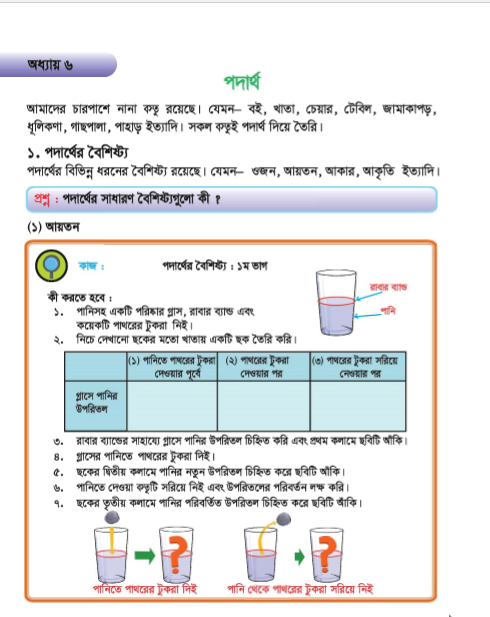 অধ্যায় ৬
পদার্থ
আমাদের চারপাশে নানা বস্তু রয়েছে। যেমন– বই, খাতা, চেয়ার, টেবিল, জামাকাপড়,
ধূলিকণা, গাছপালা, পাহাড় ইত্যাদি। সকল বস্তুই পদার্থ দিয়ে তৈরি।
১. পদার্থের বৈশিষ্ট্য
পদার্থের বিভিন্ন ধরনের বৈশিষ্ট্য রয়েছে। যেমন– ওজন, আয়তন, আকার, আকৃতি ইত্যাদি।
প্রশ্ন : পদার্থের সাধারণ বৈশিষ্ট্যগুলো কী ?
(১) আয়তন
কাজ : পদার্থের বৈশিষ্ট্য : ১ম ভাগ
রাবার ব্যান্ড
পানি
কী করতে হবে :
১. পানিসহ একটি পরিষ্কার গ্লাস, রাবার ব্যান্ড এবং
কয়েকটি পাথরের টুকরা নিই।
২. নিচে দেখানো ছকের মতো খাতায় একটি ছক তৈরি করি।
(১) পানিতে পাথরের টুকরা (২) পাথরের টুকরা (৩) পাথরের টুকরা সরিয়ে
দেওয়ার পূর্বে দেওয়ার পর নেওয়ার পর
গ্লাসে পানির
উপরিতল
৩. রাবার ব্যান্ডের সাহায্যে গ্লাসে পানির উপরিতল চিহ্নিত করি এবং প্রথম কলামে ছবিটি আঁকি।
৪. গ্লাসের পানিতে পাথরের টুকরা দিই।
৫. ছকের দ্বিতীয় কলামে পানির নতুন উপরিতল চিহ্নিত করে ছবিটি আঁকি।
৬. পানিতে দেওয়া বস্তুটি সরিয়ে নিই এবং উপরিতলের পরিবর্তন লক্ষ করি।
৭. ছকের তৃতীয় কলামে পানির পরিবর্তিত উপরিতল চিহ্নিত করে ছবিটি আঁকি।
? ?
পানিতে পাথরের টুকরা দিই পানি থেকে পাথরের টুকরা সরিয়ে নিই